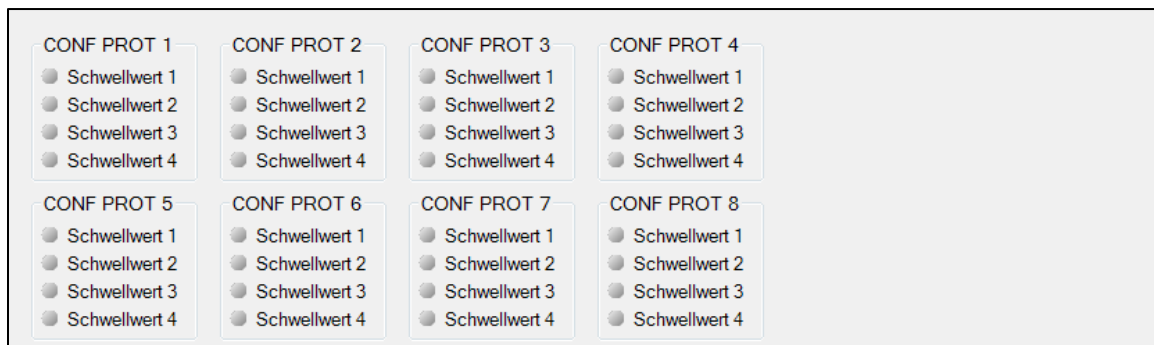 CONF PROT 1
Schwellwert 1
Schwellwert 2
Schwellwert 3
Schwellwert 4
CONF PROT 2
Schwellwert 1
Schwellwert 2
Schwellwert 3
Schwellwert 4
CONF PROT 3
Schwellwert 1
Schwellwert 2
Schwellwert 3
Schwellwert 4
CONF PROT 4
Schwellwert 1
Schwellwert 2
Schwellwert 3
Schwellwert 4
CONF PROT 5
Schwellwert 1
Schwellwert 2
Schwellwert 3
Schwellwert 4
CONF PROT 6
Schwellwert 1
Schwellwert 2
Schwellwert 3
Schwellwert 4
CONF PROT 7
Schwellwert 1
Schwellwert 2
Schwellwert 3
Schwellwert 4
CONF PROT 8
Schwellwert 1
Schwellwert 2
Schwellwert 3
Schwellwert 4